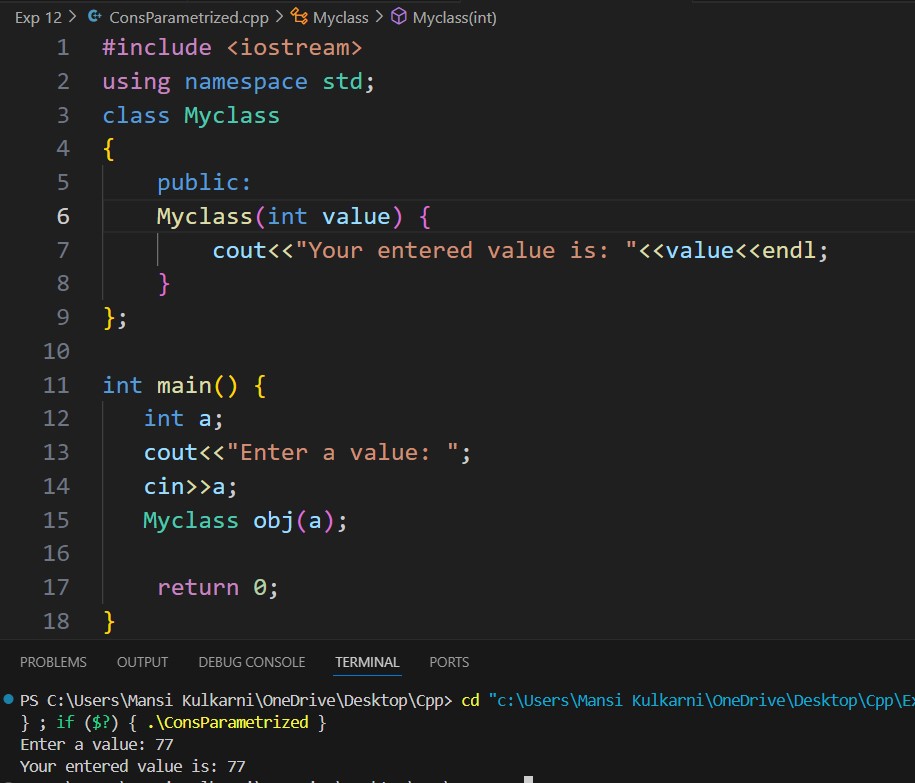 Exp 12 > ConsParametrized.cpp > Myclass > Myclass(int)
1 #include <iostream>
2 using namespace std;
3 class Myclass
4 {
5 public:
6 Myclass(int value) {
7 cout<<"Your entered value is: "<<value<<endl;
8 }
9 };
10
11 int main() {
12 int a;
13 cout<<"Enter a value: ";
14 cin>>a;
15 Myclass obj(a);
16
17 return 0;
18 }
PROBLEMS OUTPUT DEBUG CONSOLE TERMINAL PORTS
PS C:\Users\Mansi Kulkarni\OneDrive\Desktop\Cpp> cd "c:\Users\Mansi Kulkarni\OneDrive\Desktop\Cpp\Ex
} ; if ($?) { .\ConsParametrized }
Enter a value: 77
Your entered value is: 77